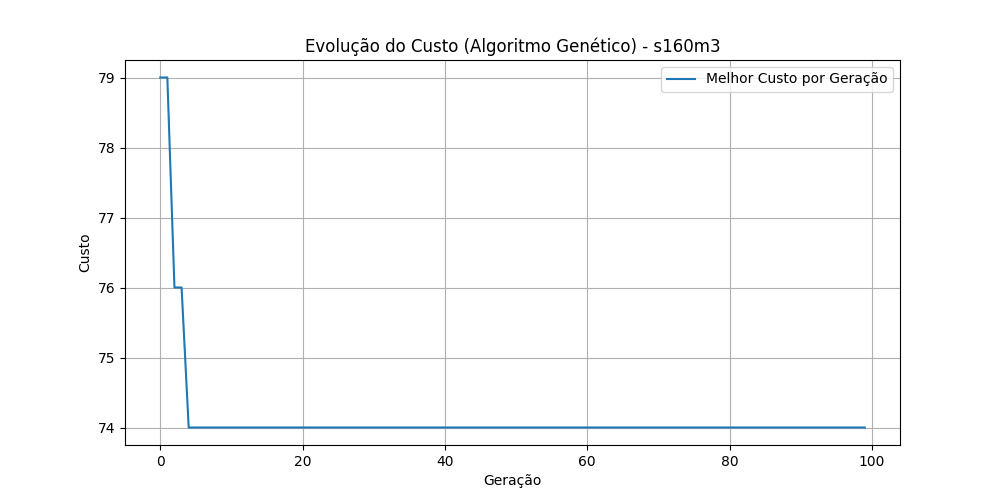 Evolução do Custo (Algoritmo Genético) - s160m3
Melhor Custo por Geração
79
78
77
76
75
74
Custo
0 20 40 60 80 100
Geração